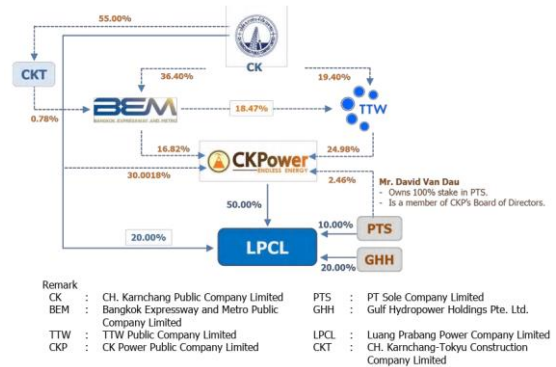 55.00%
CK
CKT
36.40%
19.40%
0.78%
BEM
BANGKOK EXPRESSWAY AND METRO
18.47%
TTW
16.82%
24.98%
CKPower
ENDLESS ENERGY
30.0018%
2.46%
Mr. David Van Dau
- Owns 100% stake in PTS.
- Is a member of CKP's Board of Directors.
50.00%
20.00%
LPCL
10.00%
PTS
20.00%
GHH
Remark
CK : CH. Karnchang Public Company Limited
BEM : Bangkok Expressway and Metro Public
Company Limited
TTW : TTW Public Company Limited
CKP : CK Power Public Company Limited
PTS : PT Sole Company Limited
GHH : Gulf Hydropower Holdings Pte. Ltd.
LPCL : Luang Prabang Power Company Limited
CKT : CH. Karnchang-Tokyu Construction
Company Limited